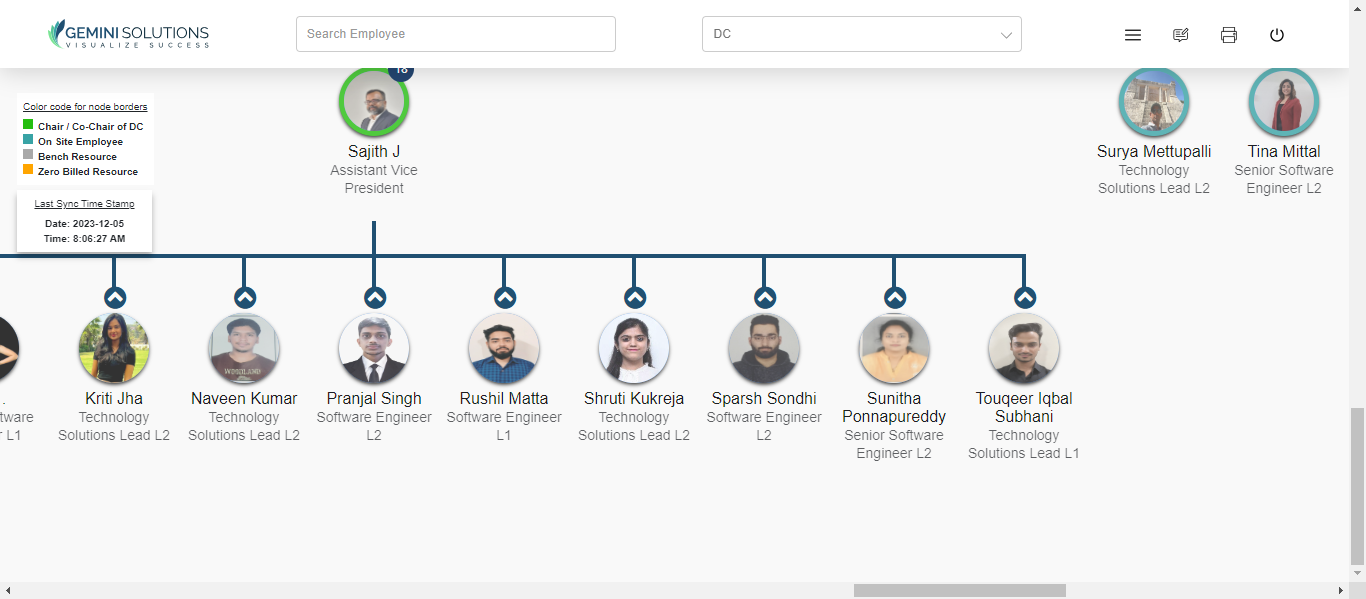 GEMINI SOLUTIONS
VISUALIZE SUCCESS
Search Employee
DC
18
Color code for node borders
Chair / Co-Chair of DC
On Site Employee
Bench Resource
Zero Billed Resource
Last Sync Time Stamp
Date: 2023-12-05
Time: 8:06:27 AM
Sajith J
Assistant Vice
President
Surya Mettupalli
Technology
Solutions Lead L2
Tina Mittal
Senior Software
Engineer L2
.
tware
r L1
Kriti Jha
Technology
Solutions Lead L2
Naveen Kumar
Technology
Solutions Lead L2
Pranjal Singh
Software Engineer
L2
Rushil Matta
Software Engineer
L1
Shruti Kukreja
Technology
Solutions Lead L2
Sparsh Sondhi
Software Engineer
L2
Sunitha
Ponnapureddy
Senior Software
Engineer L2
Touqeer Iqbal
Subhani
Technology
Solutions Lead L1